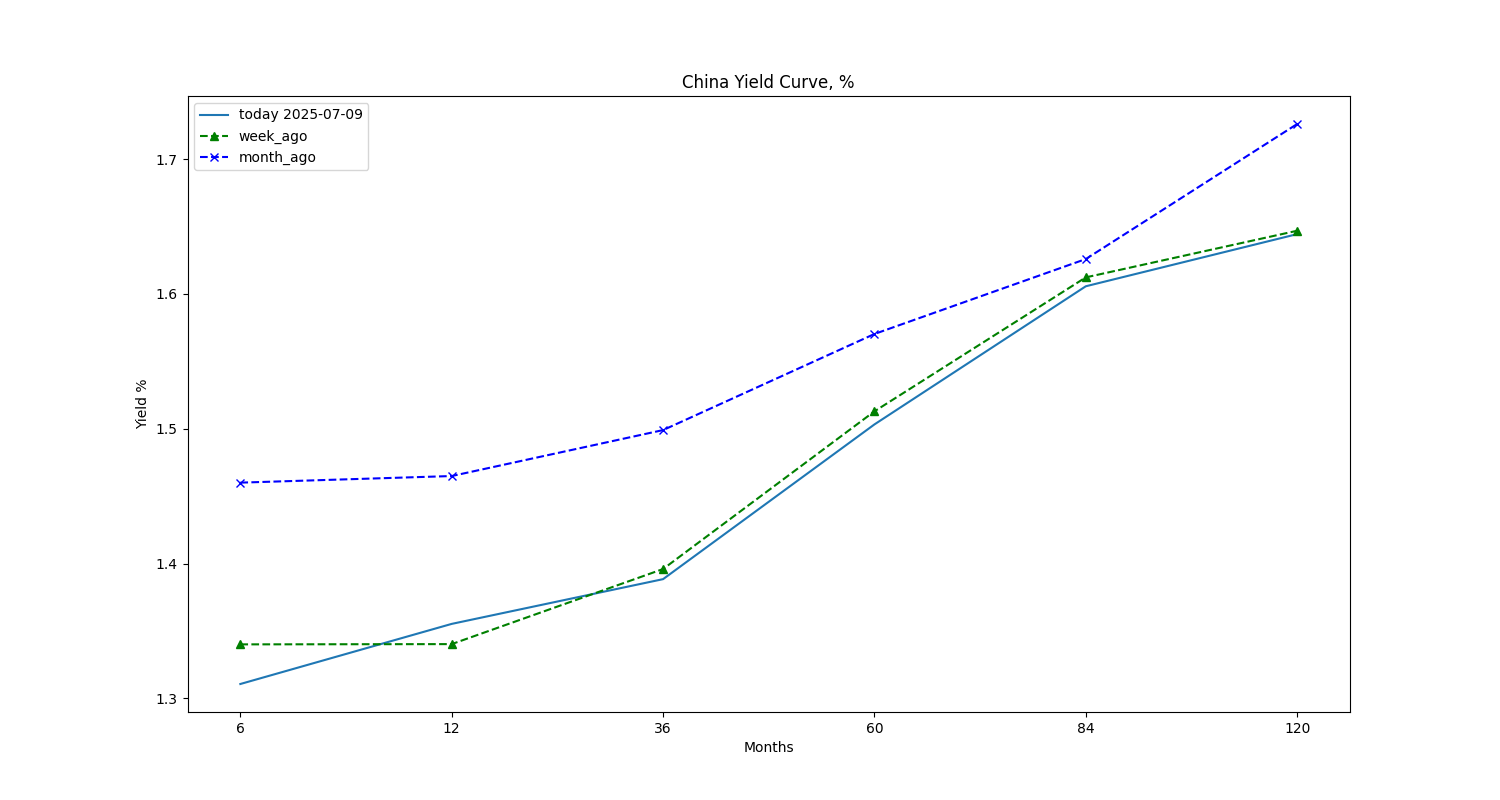 China Yield Curve, %
today 2025-07-09
week_ago
month_ago
1.7
1.6
1.5
1.4
1.3
Yield %
6 12 36 60 84 120
Months